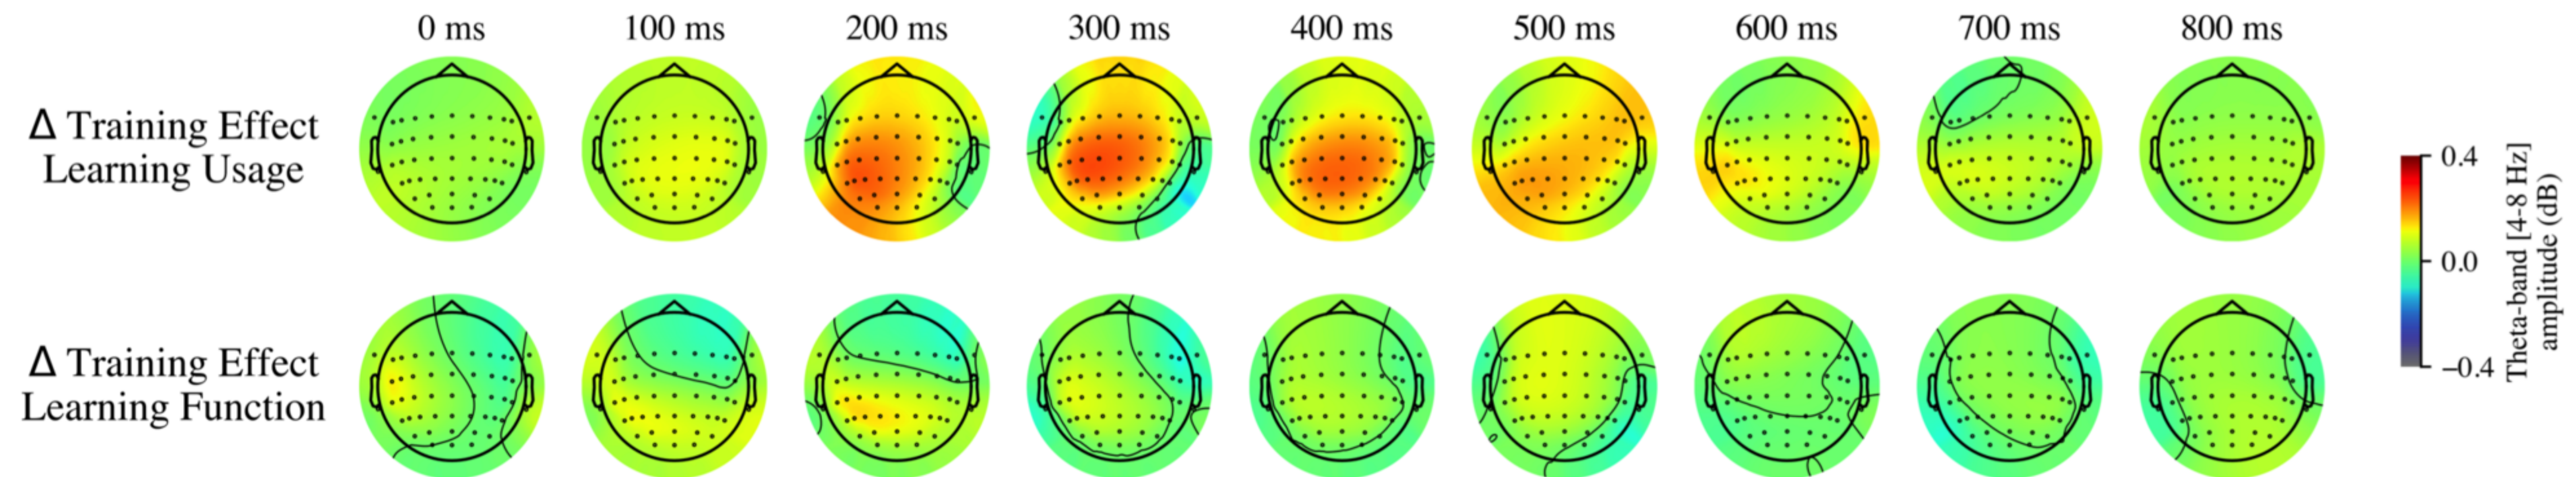 0 ms 100 ms 200 ms 300 ms 400 ms 500 ms 600 ms 700 ms 800 ms
Δ Training Effect
Learning Usage
Δ Training Effect
Learning Function
0.4
0.0
−0.4
Theta-band [4-8 Hz]
amplitude (dB)